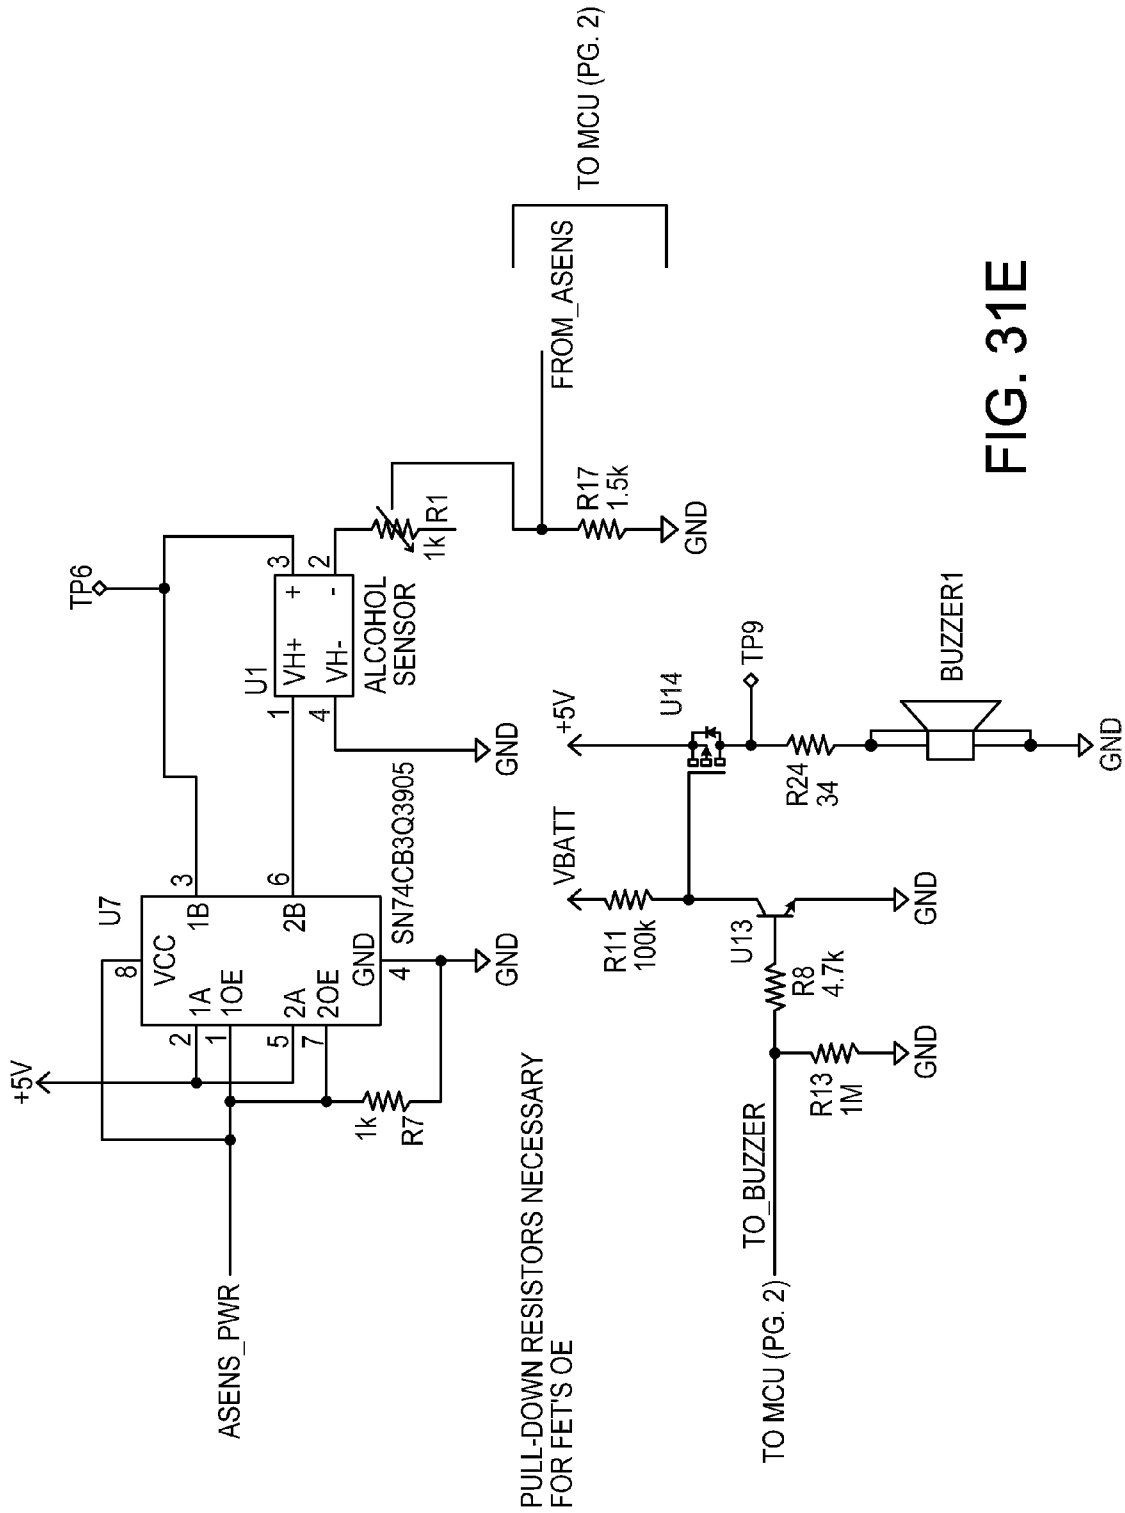 +5V
ASENS_PWR
8
VCC
U7
2
1A
1
1OE
5
2A
7
2OE
1B
3
2B
6
GND
4
SN74CB3Q3905
1k
R7
GND
TP6
U1
1
VH+
+
3
4
VH-
-
2
ALCOHOL
SENSOR
GND
1k
R1
R17
1.5k
GND
FROM_ASENS
TO MCU (PG. 2)
PULL-DOWN RESISTORS NECESSARY
FOR FET'S OE
VBATT
+5V
R11
100k
U14
TP9
U13
R24
34
BUZZER1
TO MCU (PG. 2)
TO_BUZZER
R8
4.7k
R13
1M
GND
GND
GND
FIG. 31E